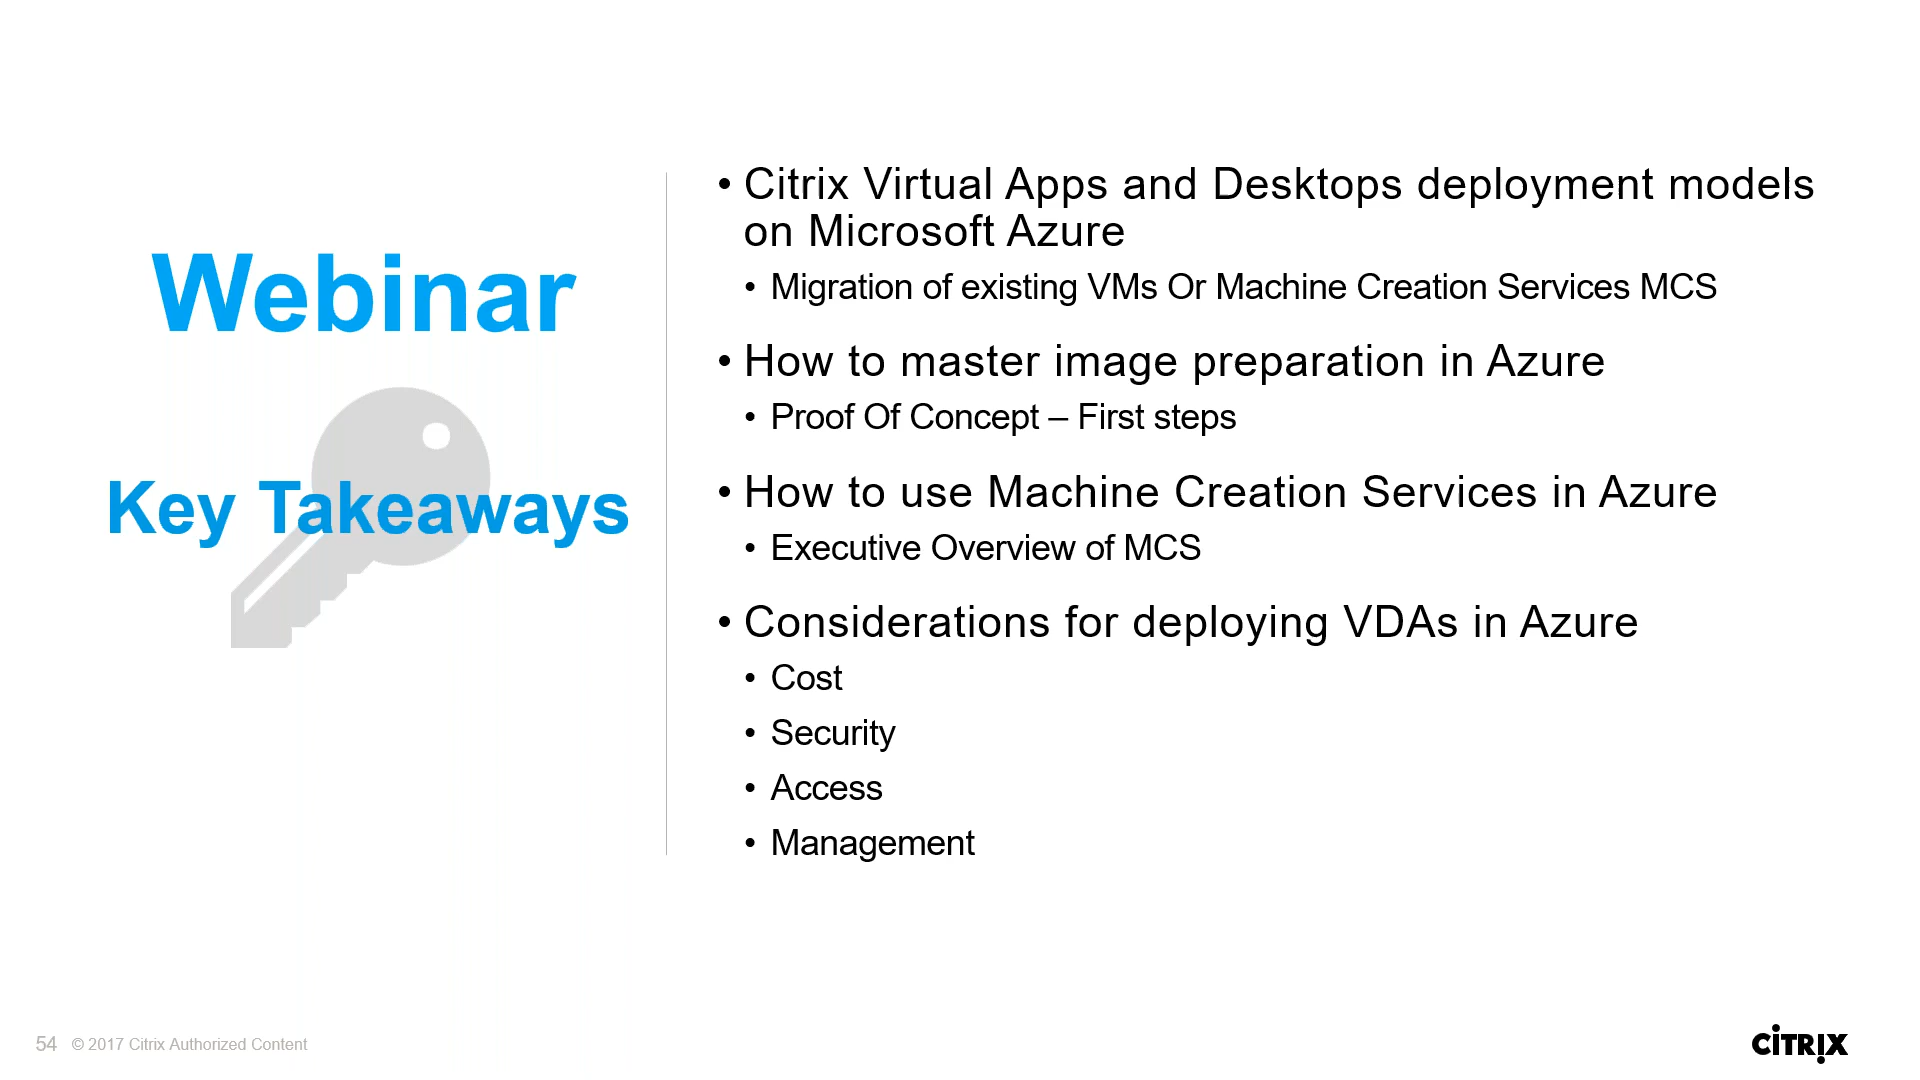 Webinar
Key Takeaways
• Citrix Virtual Apps and Desktops deployment models
on Microsoft Azure
• Migration of existing VMs Or Machine Creation Services MCS
• How to master image preparation in Azure
• Proof Of Concept – First steps
• How to use Machine Creation Services in Azure
• Executive Overview of MCS
• Considerations for deploying VDAs in Azure
• Cost
• Security
• Access
• Management
54 © 2017 Citrix Authorized Content
CITRIX